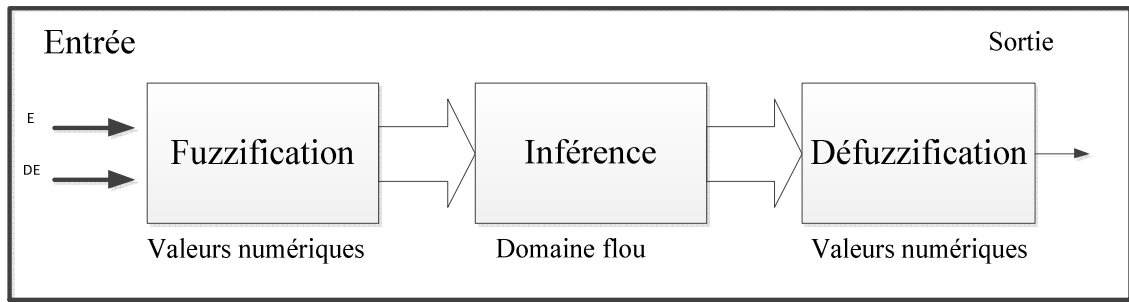 Entrée
Sortie
E
DE
Fuzzification
Inférence
Défuzzification
Valeurs numériques
Domaine flou
Valeurs numériques